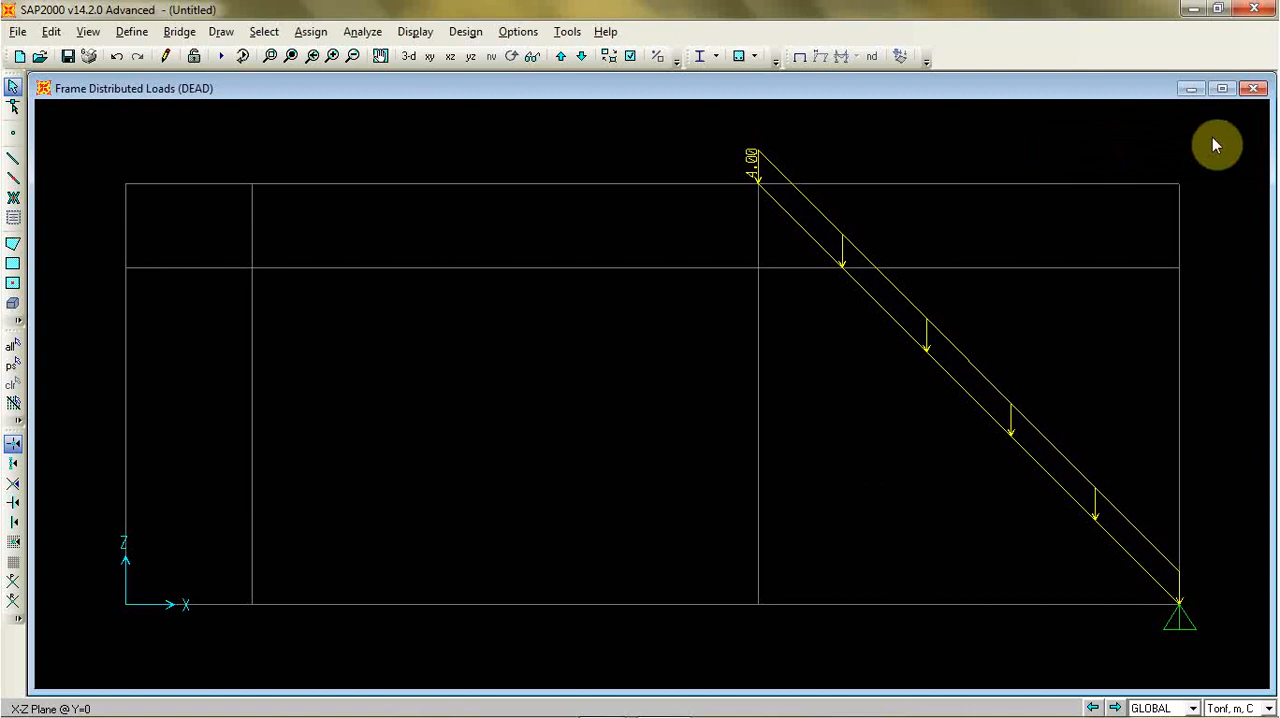 SAP2000 v14.2.0 Advanced - (Untitled)
File Edit View Define Bridge Draw Select Assign Analyze Display Design Options Tools Help
3-d xy xz yz nv nd
Frame Distributed Loads (DEAD)
4.00
all
ps
clr
Z
X
X-Z Plane @ Y=0
GLOBAL
Tonf, m, C